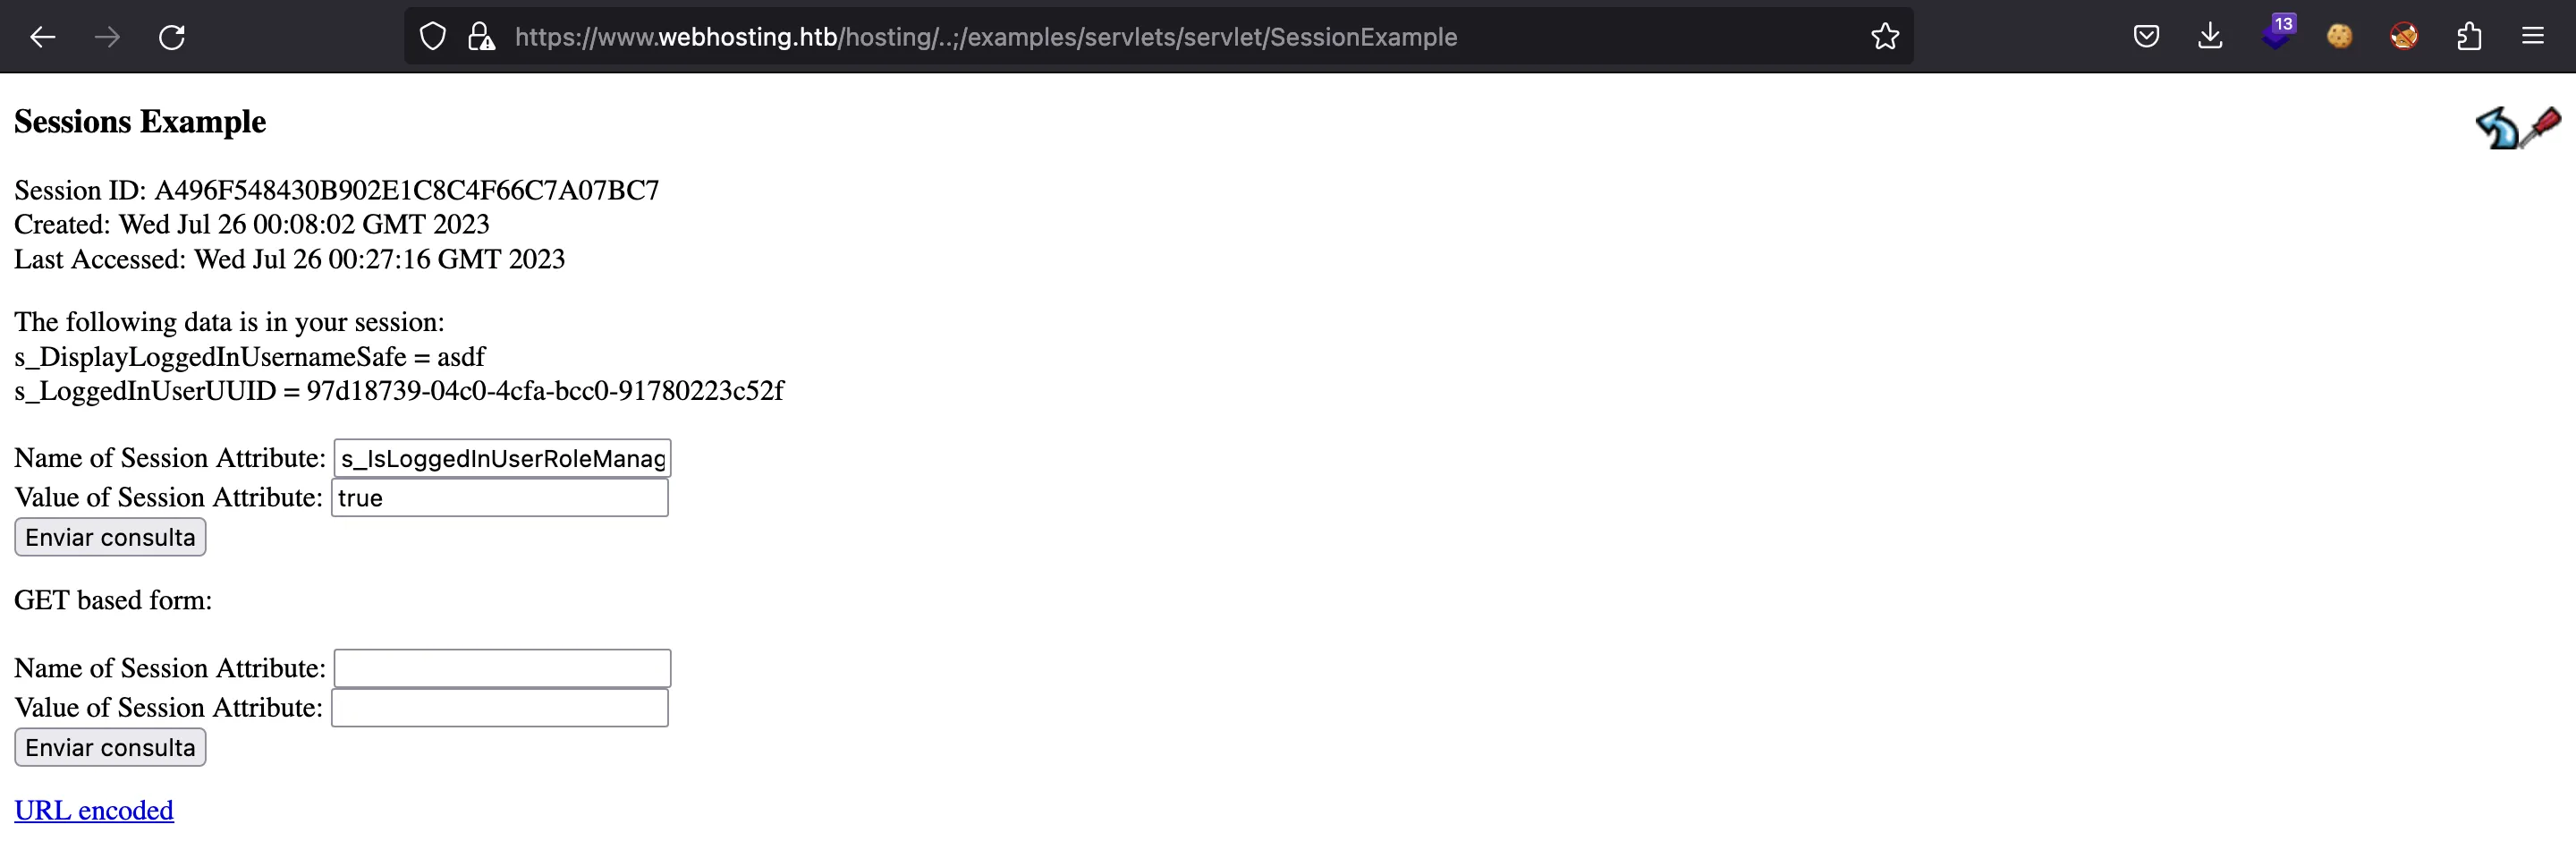 https://www.webhosting.htb/hosting/..;/examples/servlets/servlet/SessionExample
13
Sessions Example
Session ID: A496F548430B902E1C8C4F66C7A07BC7
Created: Wed Jul 26 00:08:02 GMT 2023
Last Accessed: Wed Jul 26 00:27:16 GMT 2023
The following data is in your session:
s_DisplayLoggedInUsernameSafe = asdf
s_LoggedInUserUUID = 97d18739-04c0-4cfa-bcc0-91780223c52f
Name of Session Attribute: s_IsLoggedInUserRoleManag
Value of Session Attribute: true
Enviar consulta
GET based form:
Name of Session Attribute:
Value of Session Attribute:
Enviar consulta
URL encoded